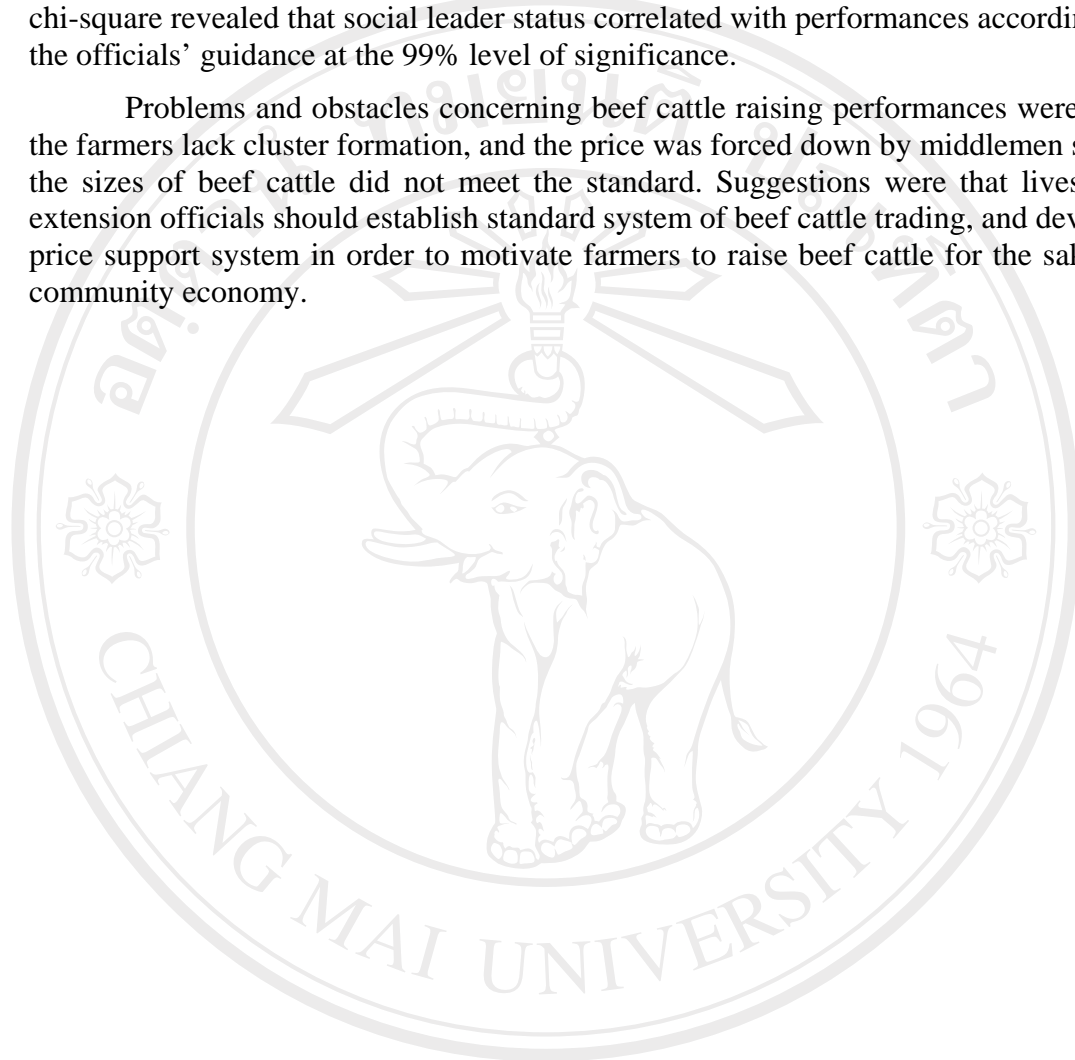 chi-square revealed that social leader status correlated with performances accordin
the officials’ guidance at the 99% level of significance.
Problems and obstacles concerning beef cattle raising performances were
the farmers lack cluster formation, and the price was forced down by middlemen s
the sizes of beef cattle did not meet the standard. Suggestions were that lives
extension officials should establish standard system of beef cattle trading, and dev
price support system in order to motivate farmers to raise beef cattle for the sa
community economy.
CHIANG MAI UNIVERSITY 1964